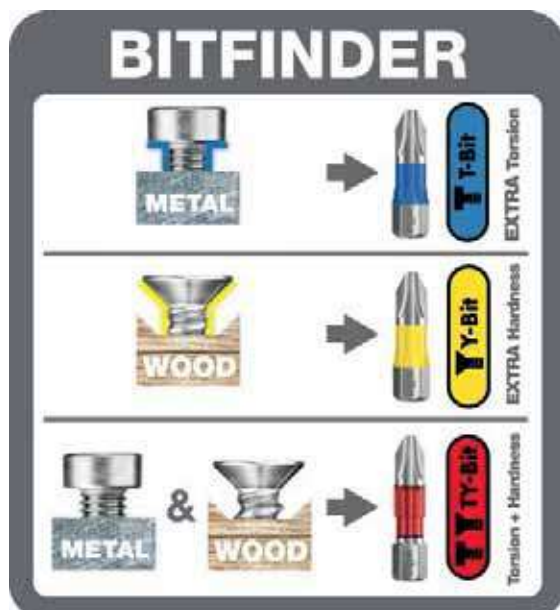 BITFINDER
METAL
T-Bit
EXTRA Torsion
WOOD
Y-Bit
EXTRA Hardness
METAL
&
WOOD
TY-Bit
Torsion + Hardness